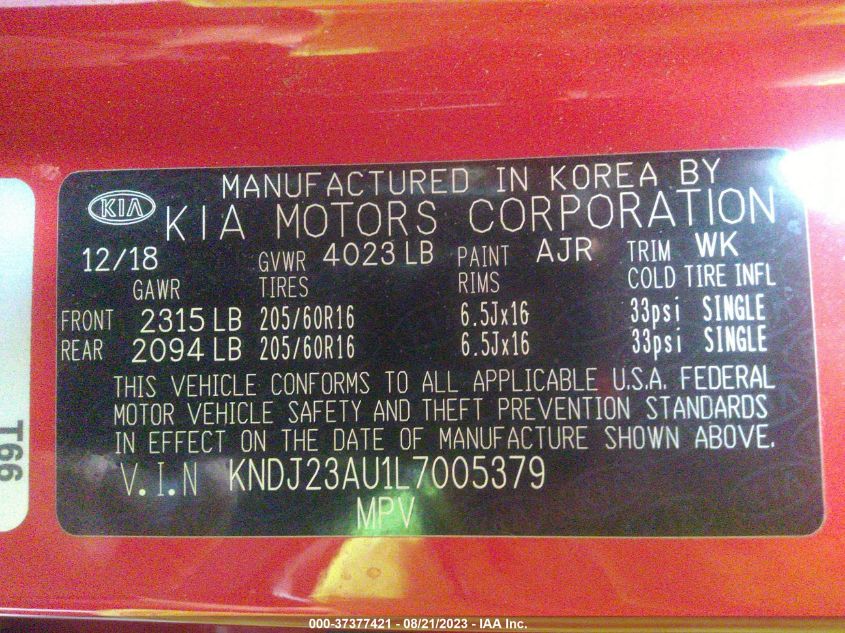 MANUFACTURED IN KOREA BY
KIA KIA MOTORS CORPORATION
12/18 GVWR 4023 LB PAINT AJR TRIM WK
GAWR TIRES RIMS COLD TIRE INFL
FRONT 2315 LB 205/60R16 6.5Jx16 33psi SINGLE
REAR 2094 LB 205/60R16 6.5Jx16 33psi SINGLE
THIS VEHICLE CONFORMS TO ALL APPLICABLE U.S.A. FEDERAL
MOTOR VEHICLE SAFETY AND THEFT PREVENTION STANDARDS
IN EFFECT ON THE DATE OF MANUFACTURE SHOWN ABOVE.
V.I.N KNDJ23AU1L7005379
MPV
T66
000-37377421 - 08/21/2023 - IAA Inc.